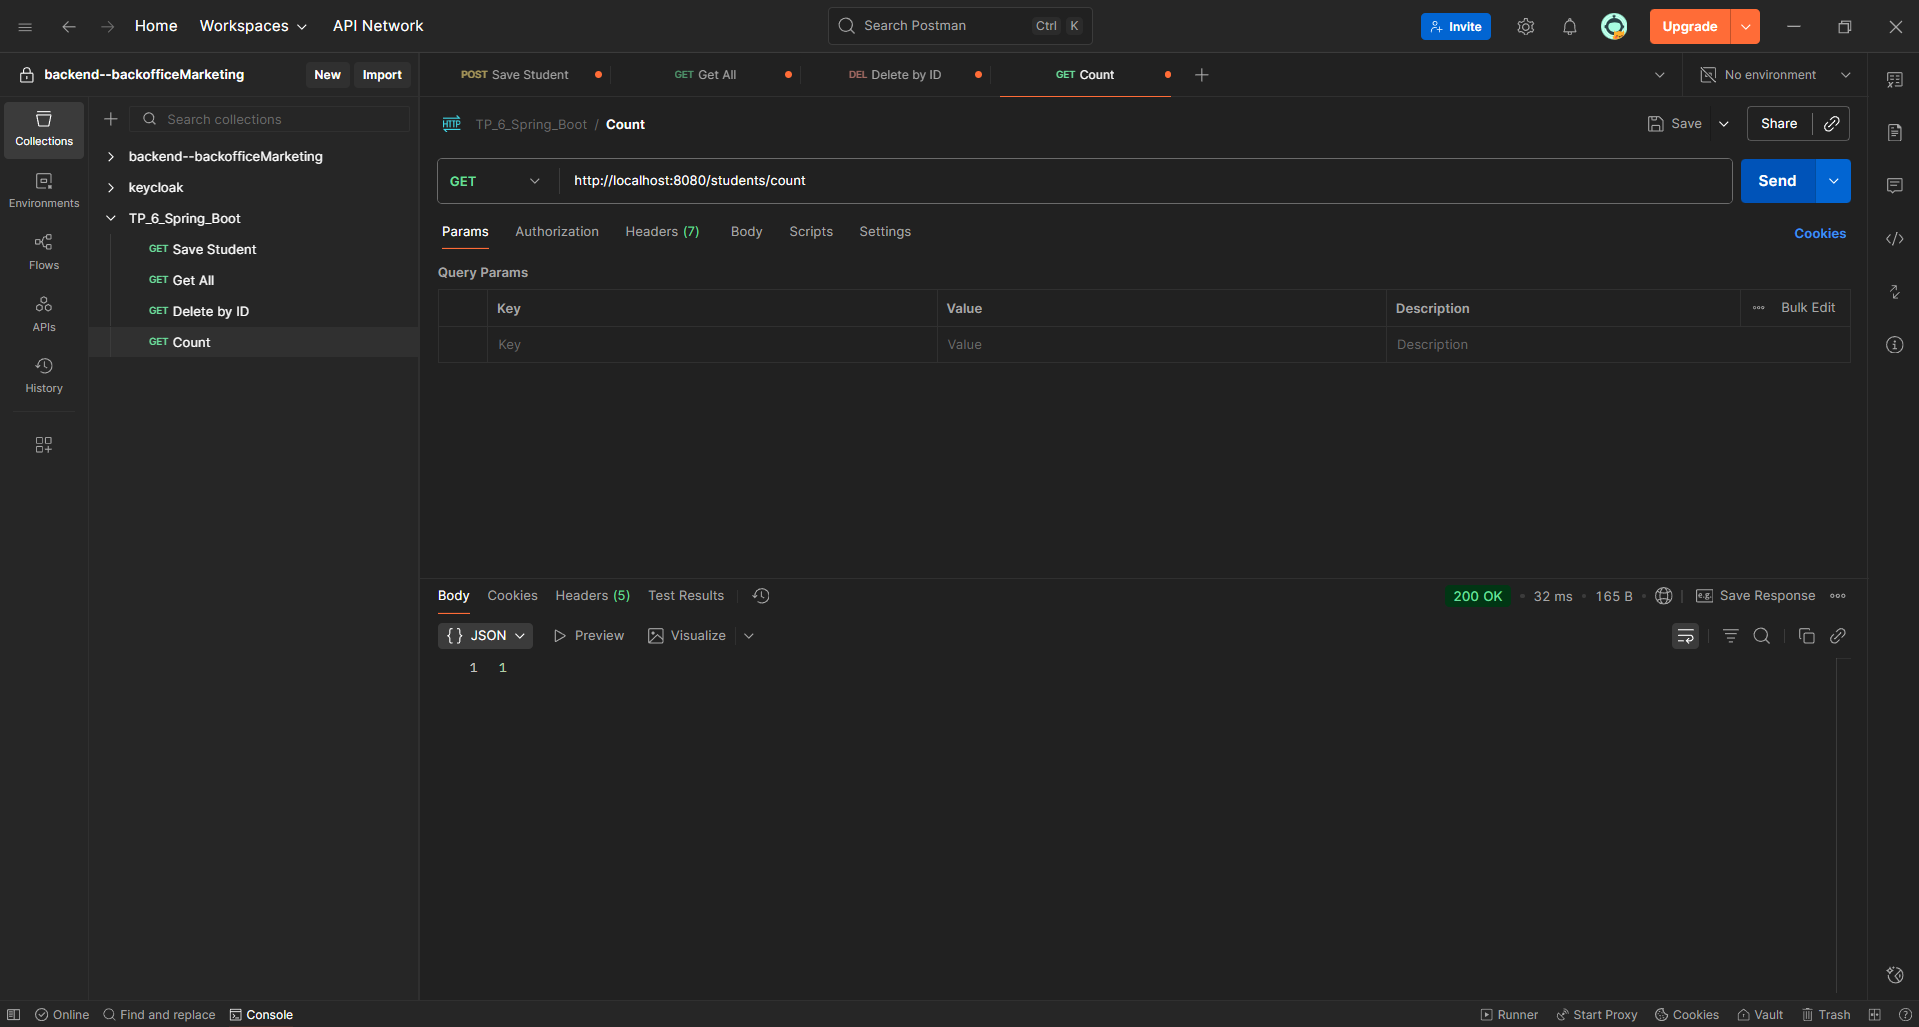 Home
Workspaces
API Network
Search Postman
Ctrl K
Invite
Upgrade
backend--backofficeMarketing
New
Import
POST Save Student
GET Get All
DEL Delete by ID
GET Count
No environment
Collections
Environments
Flows
APIs
History
Search collections
backend--backofficeMarketing
keycloak
TP_6_Spring_Boot
GET Save Student
GET Get All
GET Delete by ID
GET Count
HTTP TP_6_Spring_Boot / Count
Save
Share
GET
http://localhost:8080/students/count
Send
Params
Authorization
Headers (7)
Body
Scripts
Settings
Cookies
Query Params
Key
Value
Description
Bulk Edit
Key
Value
Description
Body
Cookies
Headers (5)
Test Results
200 OK
32 ms
165 B
e.g. Save Response
{} JSON
Preview
Visualize
1 1
Online
Find and replace
Console
Runner
Start Proxy
Cookies
Vault
Trash